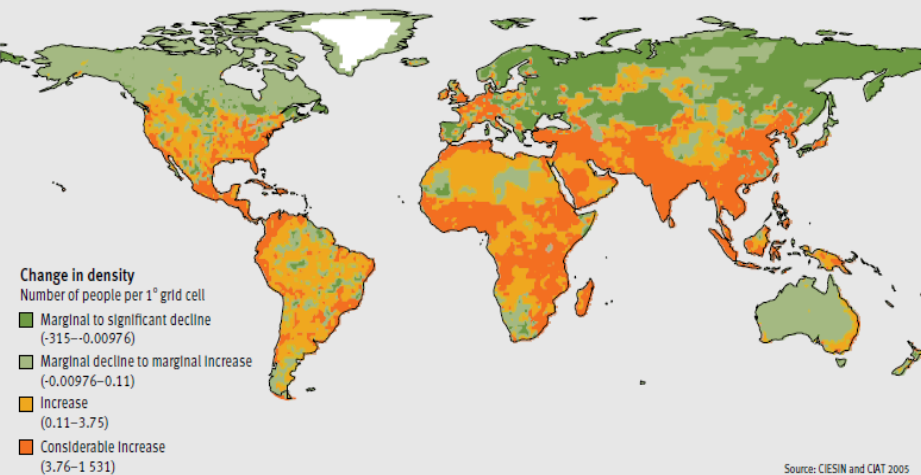 Change in density
Number of people per 1° grid cell
Marginal to significant decline
(-315–-0.00976)
Marginal decline to marginal increase
(-0.00976–0.11)
Increase
(0.11–3.75)
Considerable increase
(3.76–1 531)
Source: CIESIN and CIAT 2005